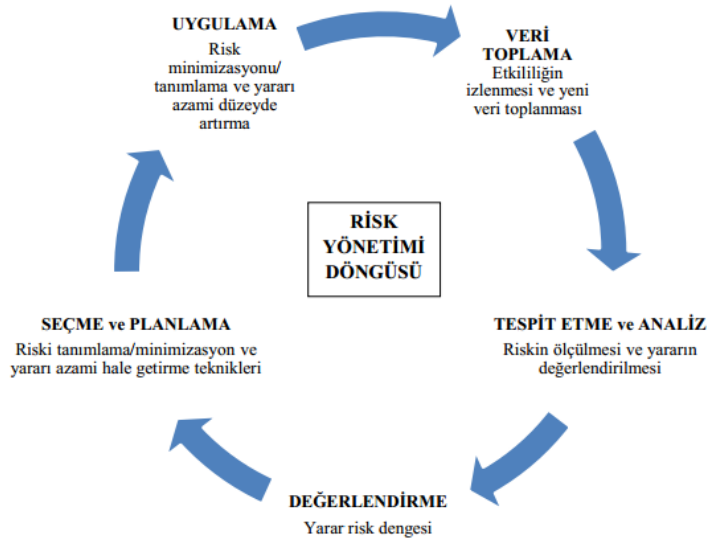 UYGULAMA
Risk
minimizasyonu/
tanımlama ve yararı
azami düzeyde
artırma
VERİ
TOPLAMA
Etkililiğin
izlenmesi ve yeni
veri toplanması
RİSK
YÖNETİMİ
DÖNGÜSÜ
TESPİT ETME ve ANALİZ
Riskin ölçülmesi ve yararın
değerlendirilmesi
DEĞERLENDİRME
Yarar risk dengesi
SEÇME ve PLANLAMA
Riski tanımlama/minimizasyon ve
yararı azami hale getirme teknikleri